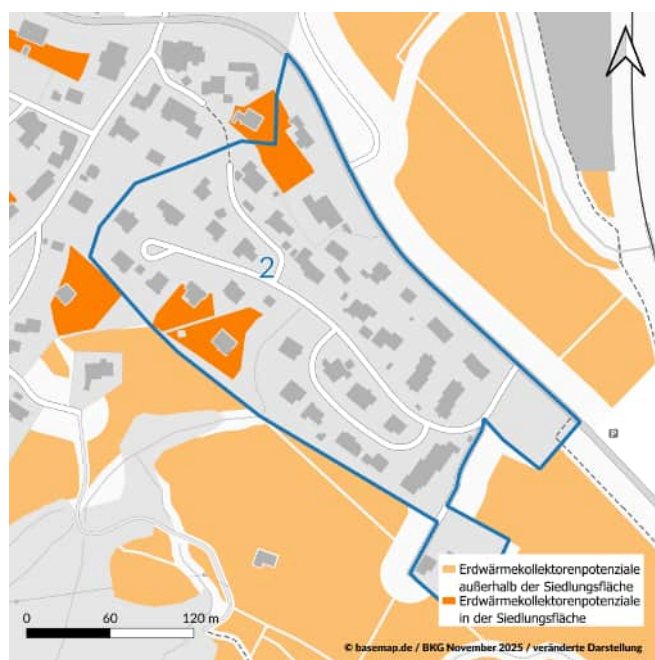 2
P
Erdwärmekollektorenpotenziale
außerhalb der Siedlungsfläche
Erdwärmekollektorenpotenziale
in der Siedlungsfläche
0 60 120 m
© basemap.de / BKG November 2025 / veränderte Darstellung